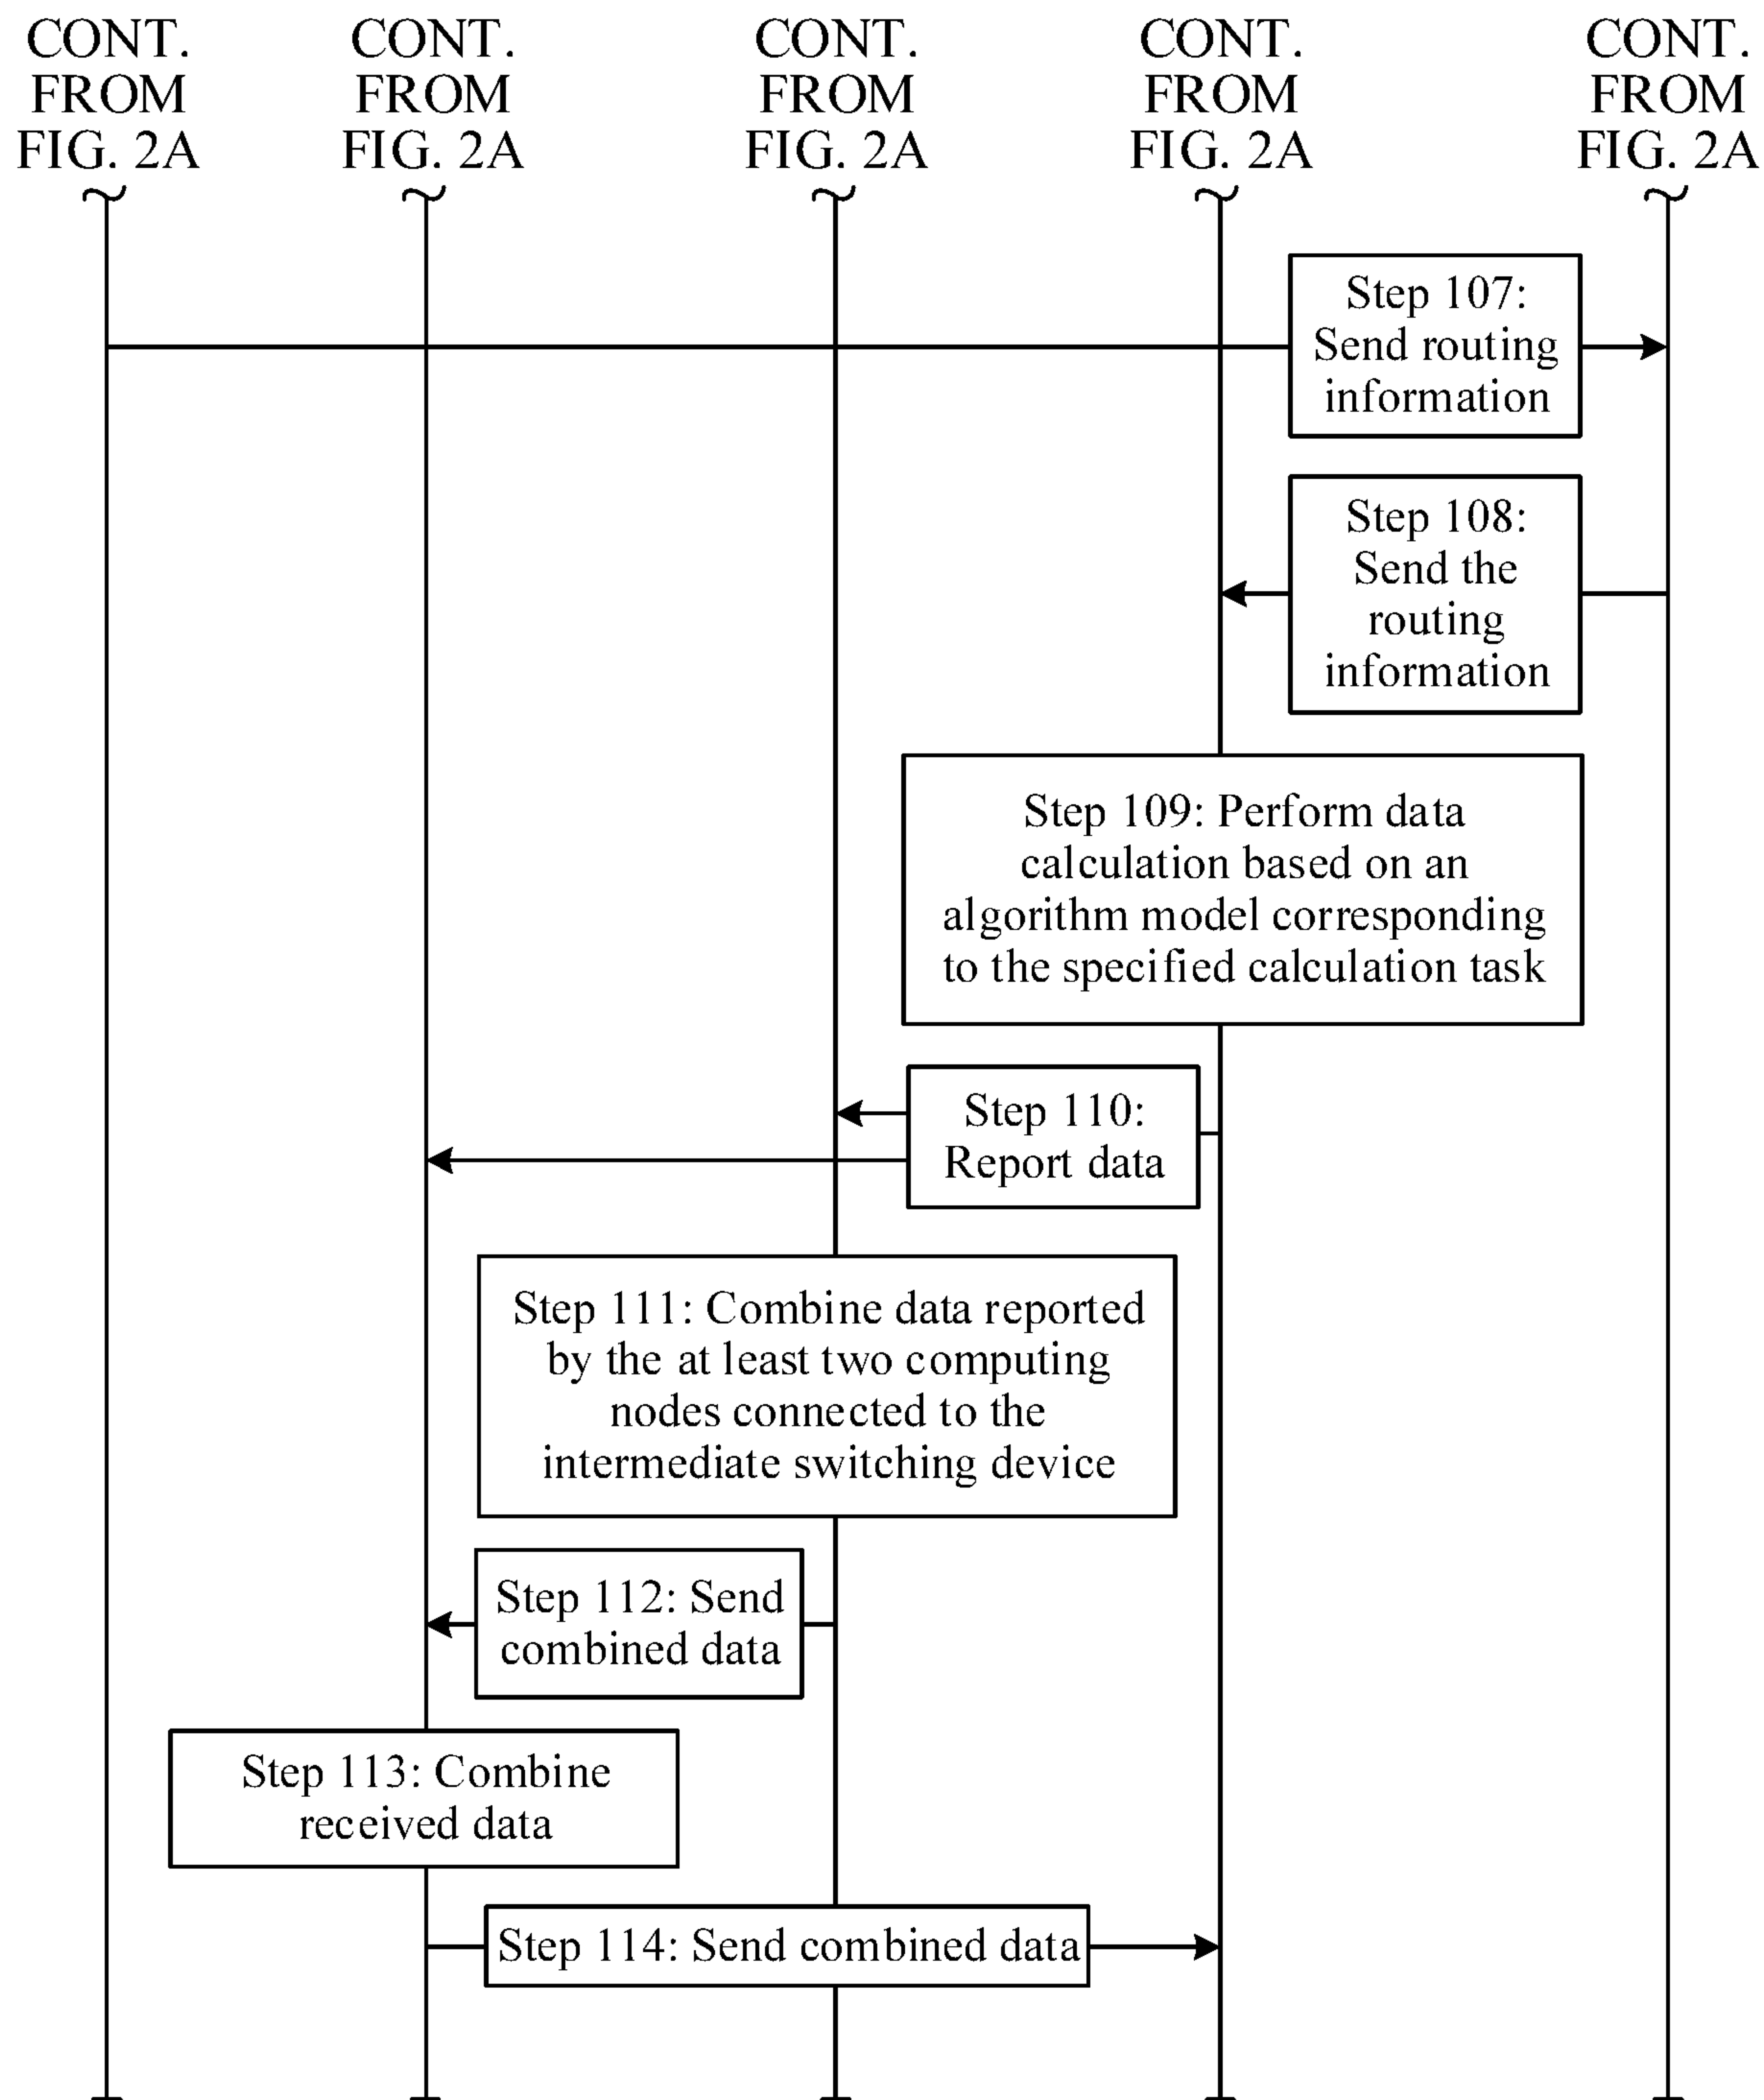 CONT.
FROM
FIG. 2A
CONT.
FROM
FIG. 2A
CONT.
FROM
FIG. 2A
CONT.
FROM
FIG. 2A
CONT.
FROM
FIG. 2A
Step 107:
Send routing
information
Step 108:
Send the
routing
information
Step 109: Perform data
calculation based on an
algorithm model corresponding
to the specified calculation task
Step 110:
Report data
Step 111: Combine data reported
by the at least two computing
nodes connected to the
intermediate switching device
Step 112: Send
combined data
Step 113: Combine
received data
Step 114: Send combined data